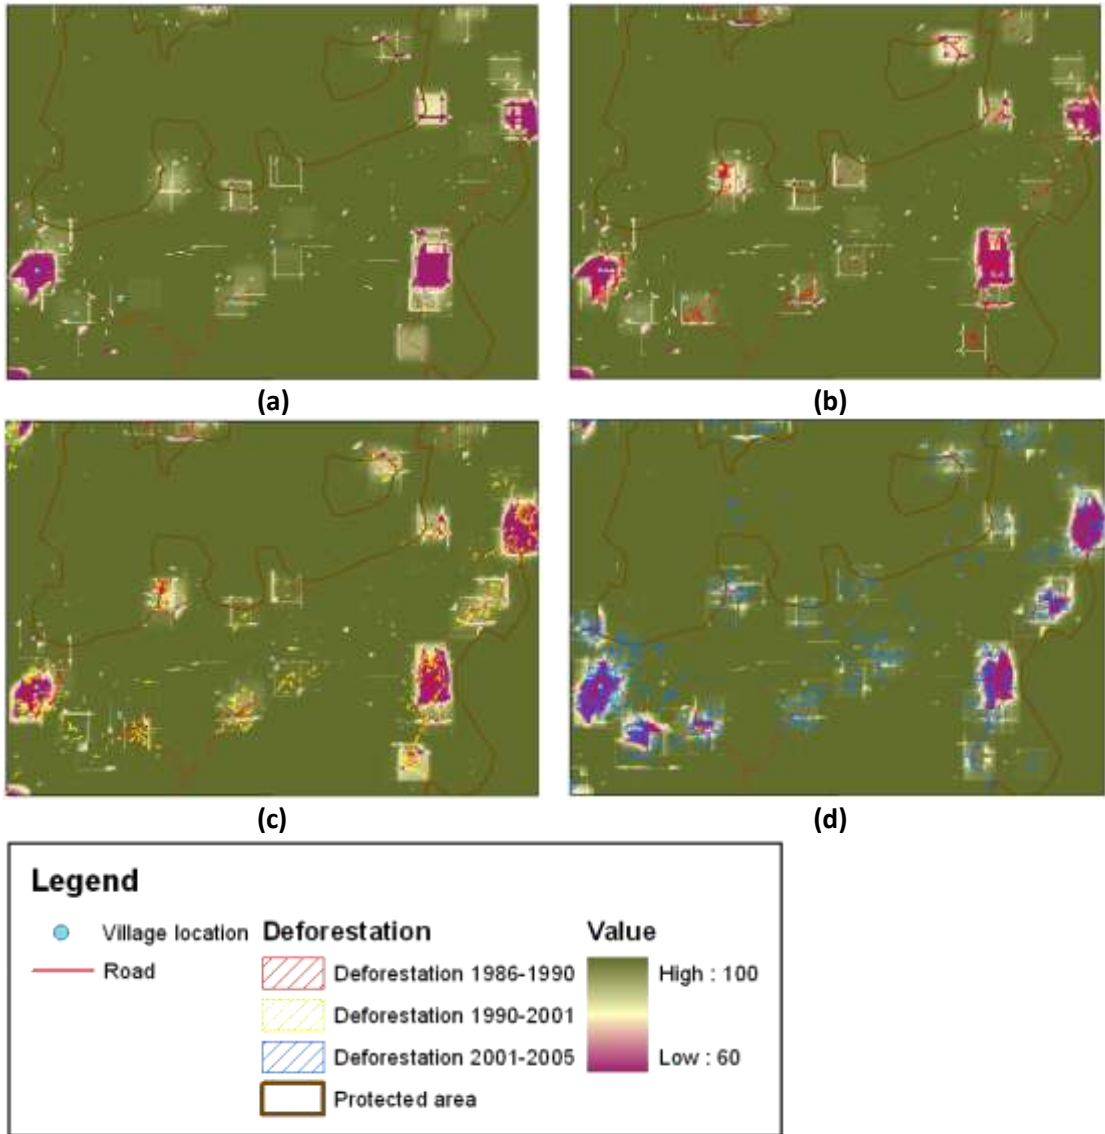 (a)
(b)
(c)
(d)
Legend
Village location
Road
Deforestation
Deforestation 1986-1990
Deforestation 1990-2001
Deforestation 2001-2005
Protected area
Value
High : 100
Low : 60